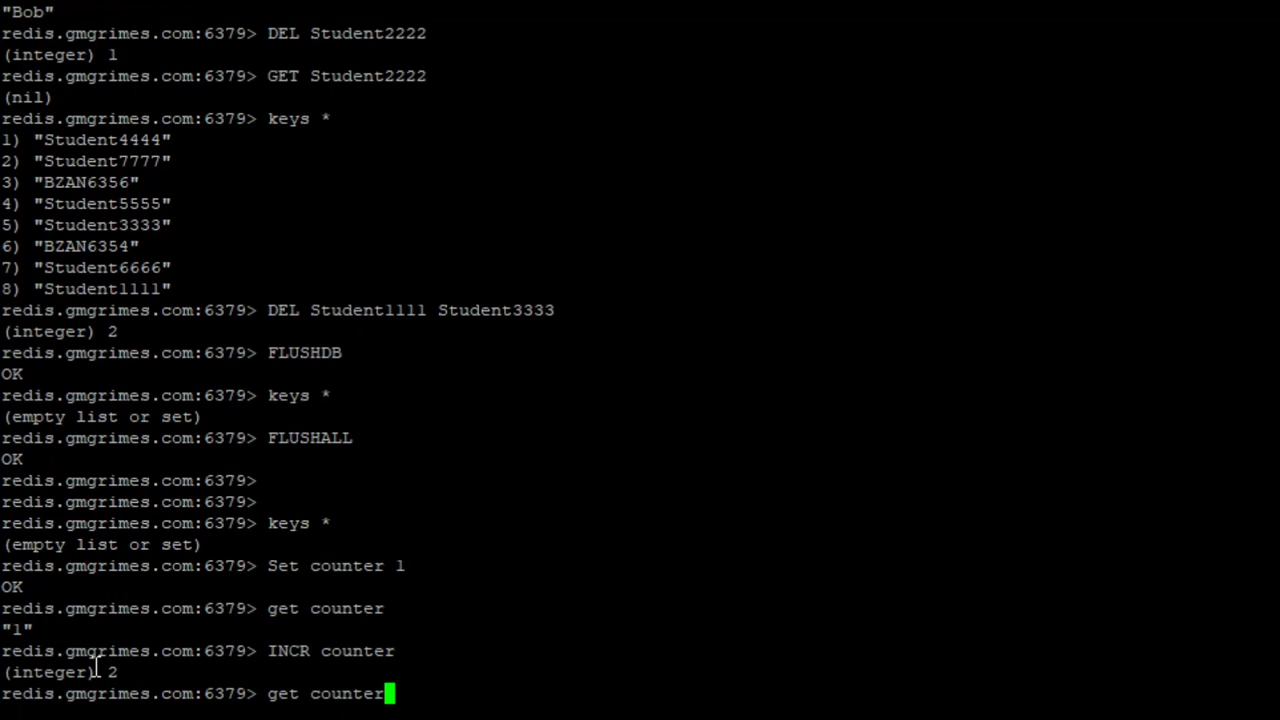 "Bob"
redis.gmgrimes.com:6379> DEL Student2222
(integer) 1
redis.gmgrimes.com:6379> GET Student2222
(nil)
redis.gmgrimes.com:6379> keys *
1) "Student4444"
2) "Student7777"
3) "BZAN6356"
4) "Student5555"
5) "Student3333"
6) "BZAN6354"
7) "Student6666"
8) "Student1111"
redis.gmgrimes.com:6379> DEL Student1111 Student3333
(integer) 2
redis.gmgrimes.com:6379> FLUSHDB
OK
redis.gmgrimes.com:6379> keys *
(empty list or set)
redis.gmgrimes.com:6379> FLUSHALL
OK
redis.gmgrimes.com:6379>
redis.gmgrimes.com:6379>
redis.gmgrimes.com:6379> keys *
(empty list or set)
redis.gmgrimes.com:6379> Set counter 1
OK
redis.gmgrimes.com:6379> get counter
"1"
redis.gmgrimes.com:6379> INCR counter
(integer) 2
redis.gmgrimes.com:6379> get counter